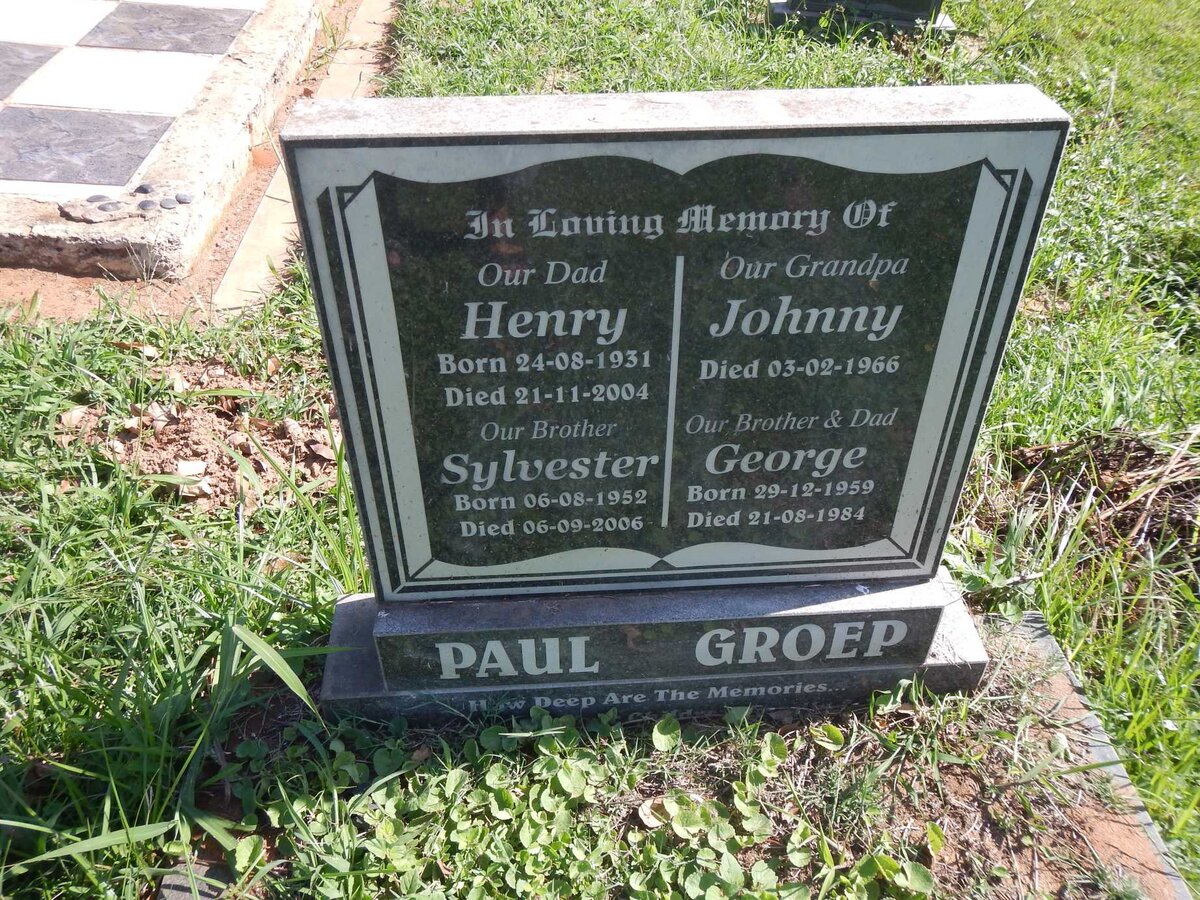 In Loving Memory Of
Our Dad
Henry
Born 24-08-1931
Died 21-11-2004
Our Brother
Sylvester
Born 06-08-1952
Died 06-09-2006
Our Grandpa
Johnny
Died 03-02-1966
Our Brother & Dad
George
Born 29-12-1959
Died 21-08-1984
PAUL GROEP
How Deep Are The Memories...